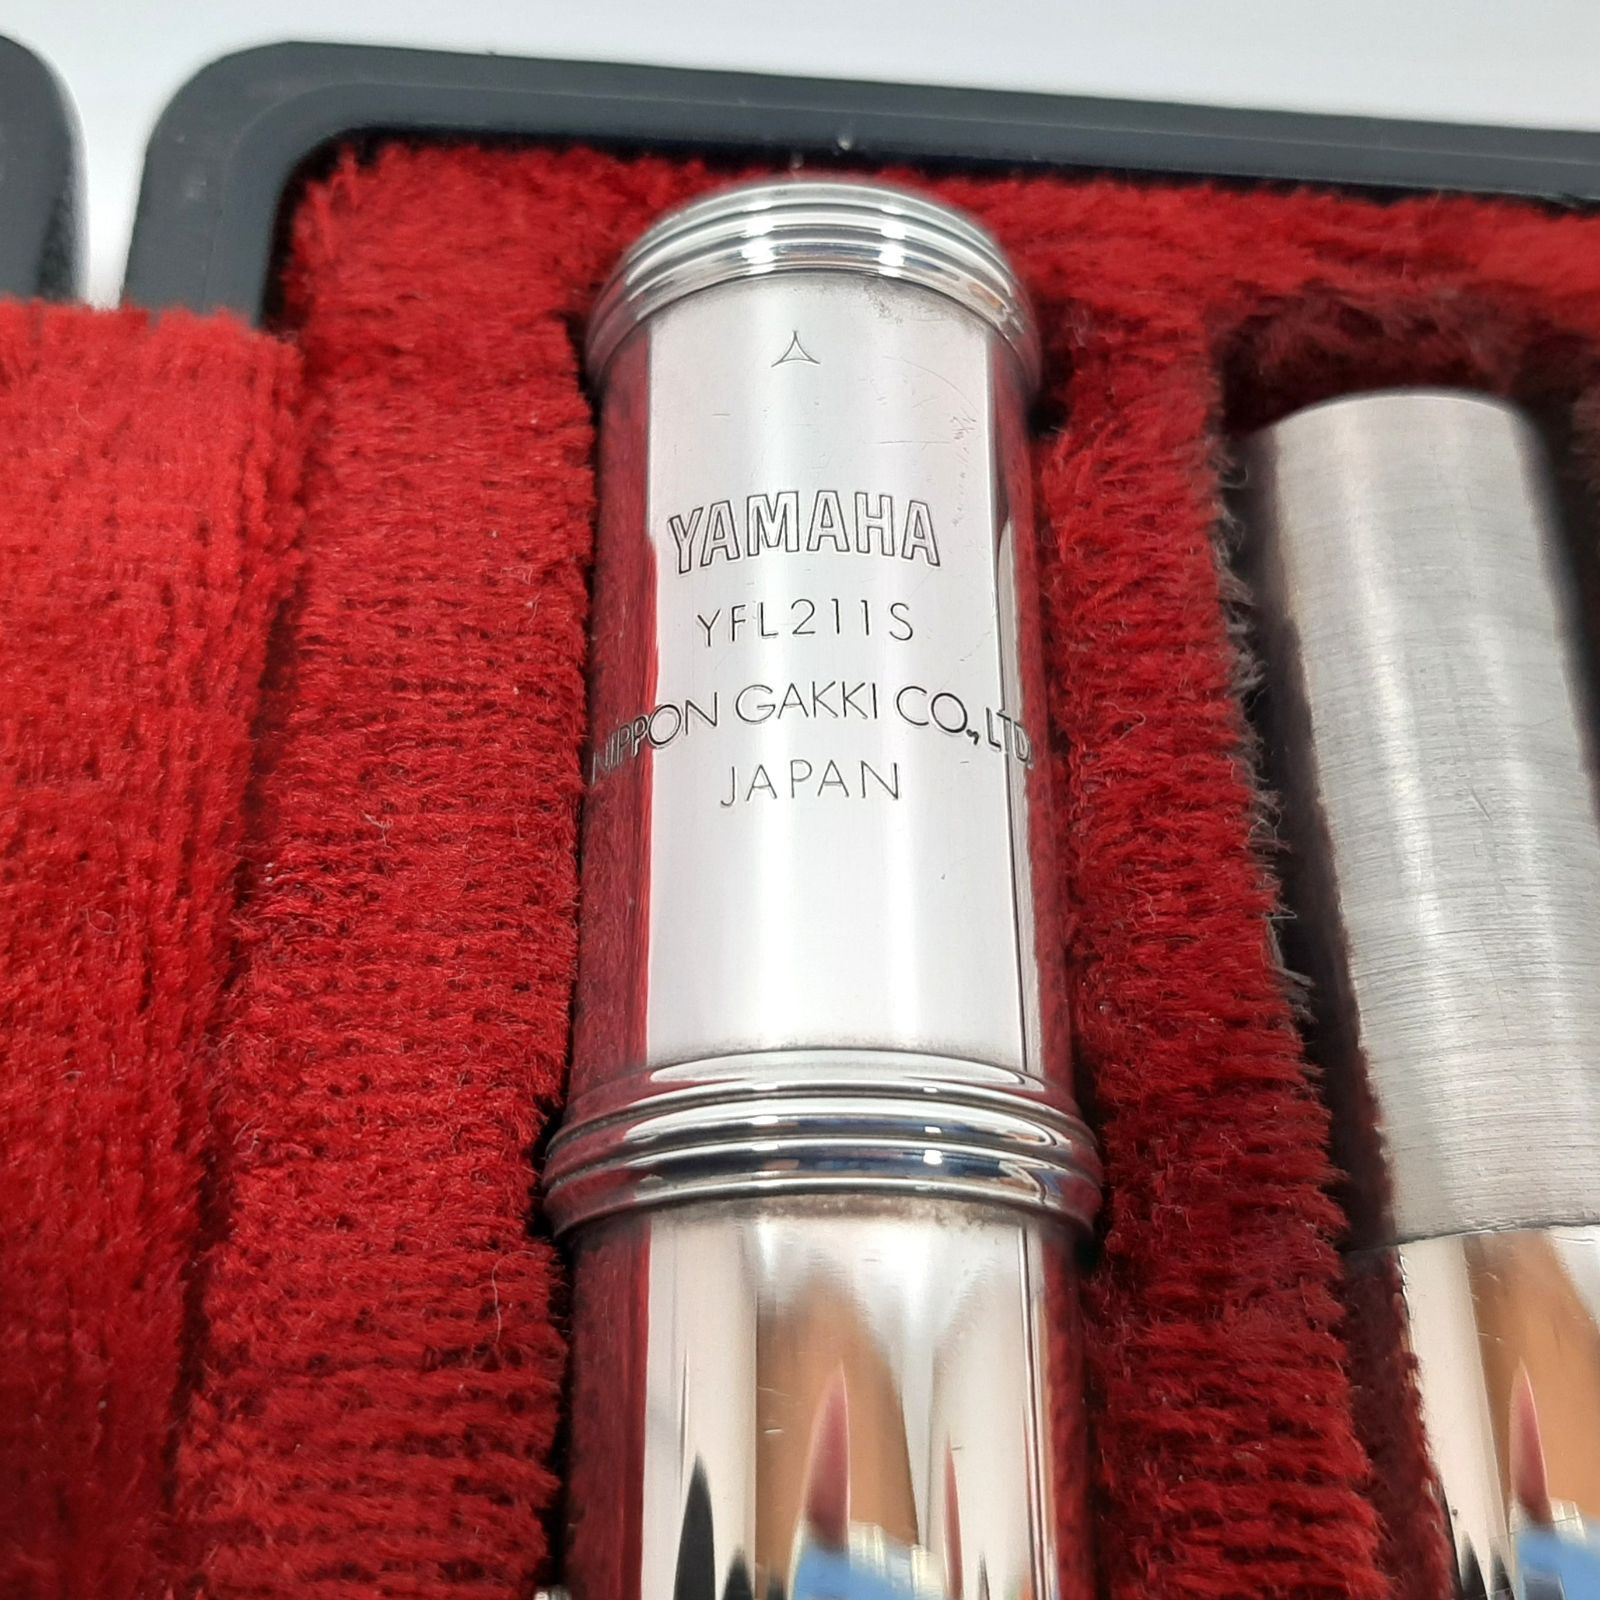 YAMAHA
YFL211S
NIPPON GAKKI CO., LTD.
JAPAN